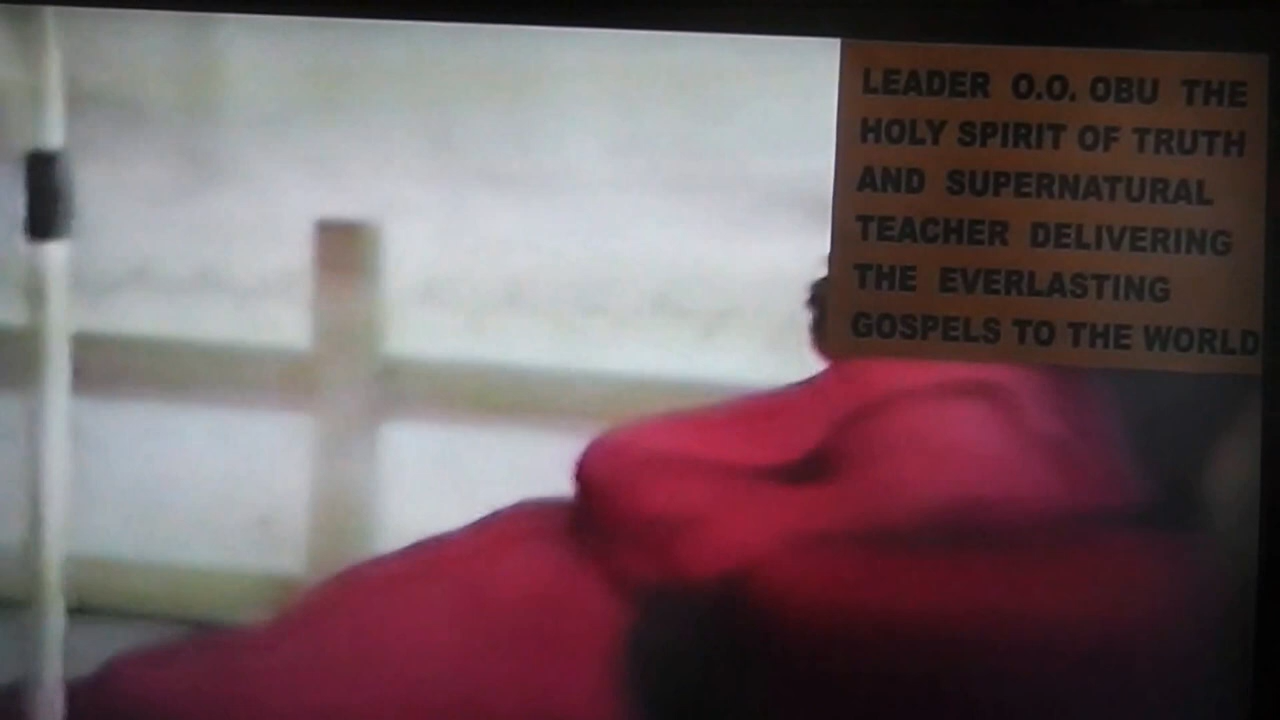 LEADER O.O. OBU THE
HOLY SPIRIT OF TRUTH
AND SUPERNATURAL
TEACHER DELIVERING
THE EVERLASTING
GOSPELS TO THE WORLD